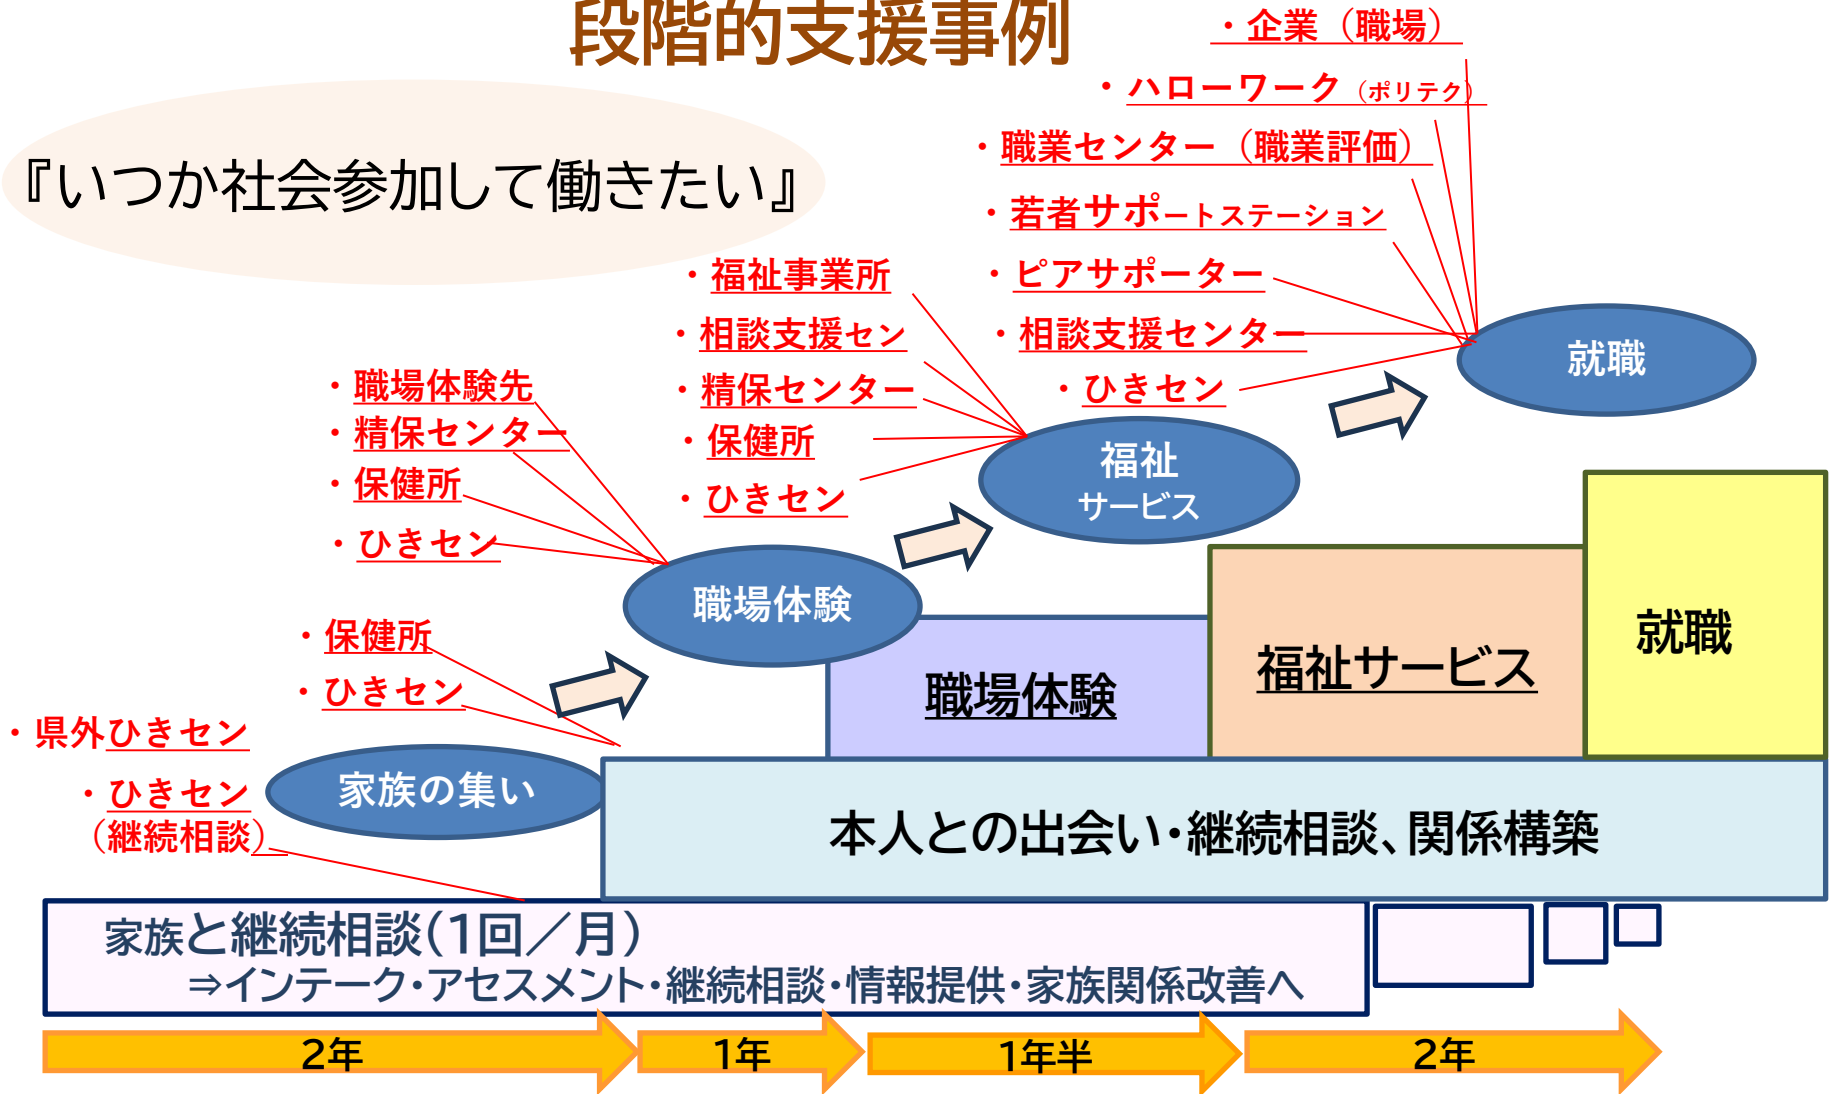 段階的支援事例
『いつか社会参加して働きたい』
・企業（職場）
・ハローワーク（ポリテク）
・職業センター（職業評価）
・若者サポートステーション
・ピアサポーター
・相談支援センター
・ひきセン
就職
・福祉事業所
・相談支援セン
・精保センター
・保健所
・ひきセン
福祉
サービス
・職場体験先
・精保センター
・保健所
・ひきセン
職場体験
・保健所
・ひきセン
・県外ひきセン
・ひきセン
（継続相談）
家族の集い
職場体験
福祉サービス
就職
本人との出会い・継続相談、関係構築
家族と継続相談（1回／月）
⇒インテーク・アセスメント・継続相談・情報提供・家族関係改善へ
2年
1年
1年半
2年